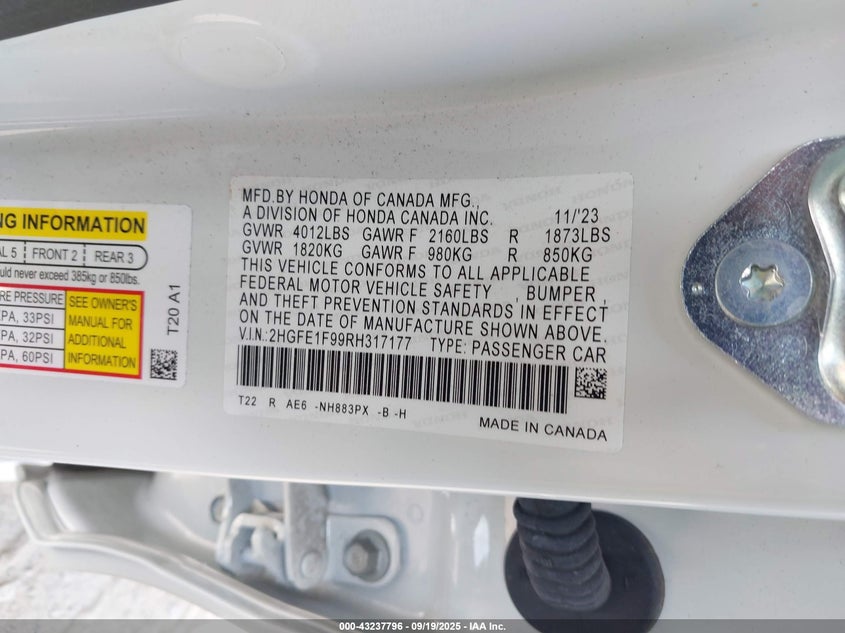 MFD.BY HONDA OF CANADA MFG.,
A DIVISION OF HONDA CANADA INC. 11/'23
GVWR 4012LBS GAWR F 2160LBS R 1873LBS
GVWR 1820KG GAWR F 980KG R 850KG
THIS VEHICLE CONFORMS TO ALL APPLICABLE
FEDERAL MOTOR VEHICLE SAFETY , BUMPER ,
AND THEFT PREVENTION STANDARDS IN EFFECT
ON THE DATE OF MANUFACTURE SHOWN ABOVE.
V.I.N:2HGFE1F99RH317177 TYPE: PASSENGER CAR
T22 R AE6 -NH883PX -B -H
MADE IN CANADA
NG INFORMATION
AL 5 FRONT 2 REAR 3
ould never exceed 385kg or 850lbs.
RE PRESSURE SEE OWNER'S
PA, 33PSI MANUAL FOR
PA, 32PSI ADDITIONAL
PA, 60PSI INFORMATION
T20 A1
000-43237796 - 09/19/2025 - IAA Inc.